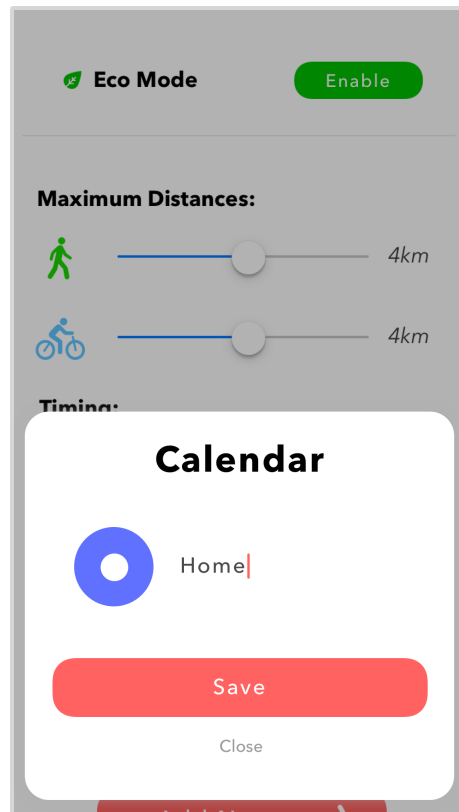 Eco Mode
Enable
Maximum Distances:
4km
4km
Timing:
Calendar
Home
Save
Close